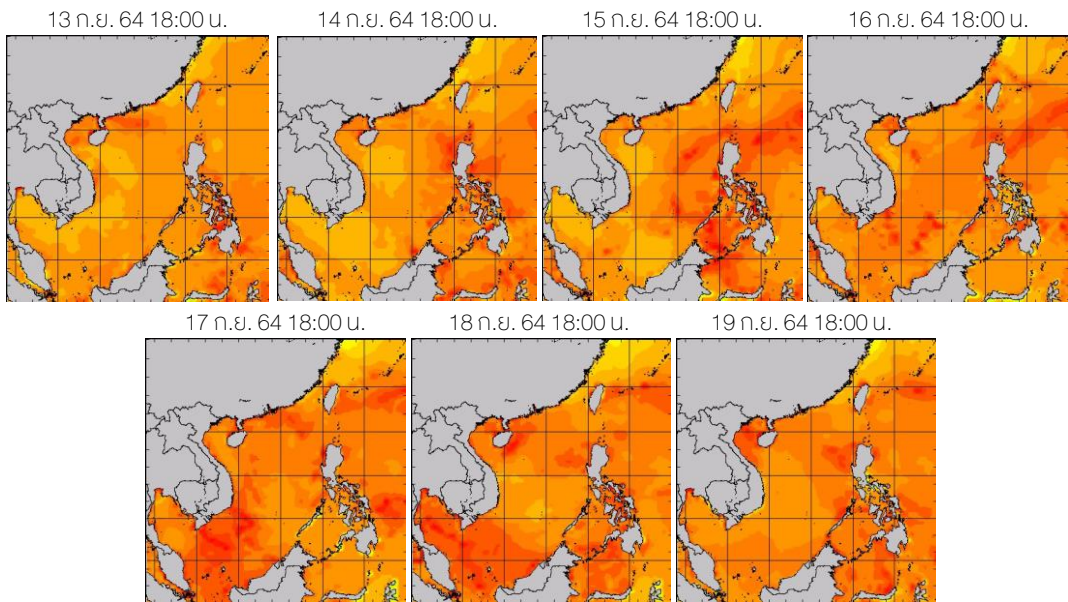 13 ก.ย. 64 18:00 น.
14 ก.ย. 64 18:00 น.
15 ก.ย. 64 18:00 น.
16 ก.ย. 64 18:00 น.
17 ก.ย. 64 18:00 น.
18 ก.ย. 64 18:00 น.
19 ก.ย. 64 18:00 น.